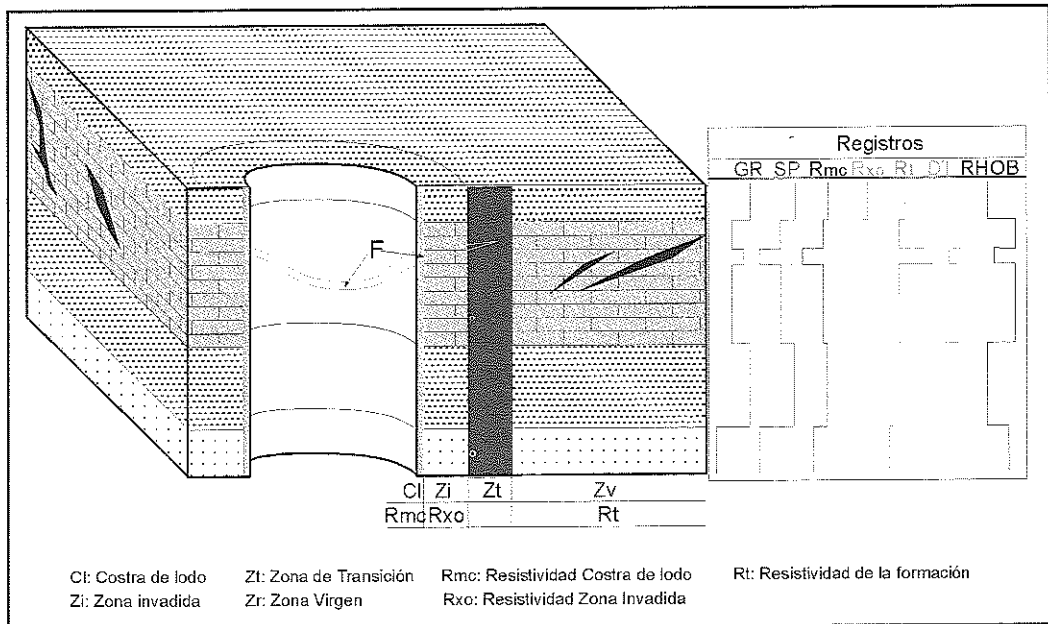 Registros
GR SP Rmc Rxo Rt DT RHOB
F
Cl Zi Zt Zv
Rmc Rxo Rt
Cl: Costra de lodo Zt: Zona de Transición Rmc: Resistividad Costra de lodo Rt: Resistividad de la formación
Zi: Zona invadida Zr: Zona Virgen Rxo: Resistividad Zona Invadida